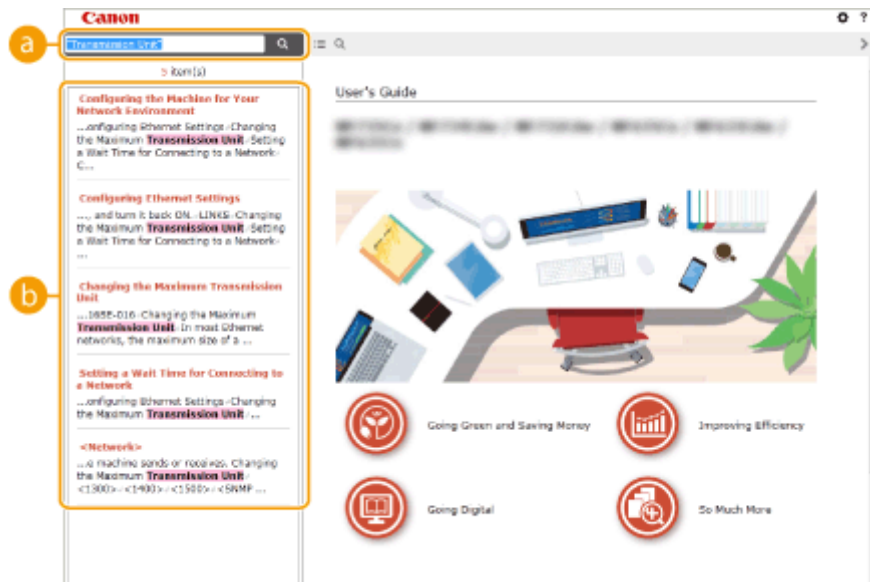 Canon
?
a
"Transmission Unit"
5 item(s)
b
Configuring the Machine for Your
Network Environment
...onfiguring Ethernet Settings/Changing
the Maximum Transmission Unit/Setting
a Wait Time for Connecting to a Network/
C...
Configuring Ethernet Settings
..., and turn it back ON./LINKS/Changing
the Maximum Transmission Unit/Setting
a Wait Time for Connecting to a Network/
...
Changing the Maximum Transmission
Unit
...16SE-016/Changing the Maximum
Transmission Unit/In most Ethernet
networks, the maximum size of a ...
Setting a Wait Time for Connecting to
a Network
...onfiguring Ethernet Settings/Changing
the Maximum Transmission Unit/...
<Network>
...e machine sends or receives. Changing
the Maximum Transmission Unit/
<1300>/<1400>/<1500>/<SNMP ...
User's Guide
Going Green and Saving Money
Improving Efficiency
Going Digital
So Much More